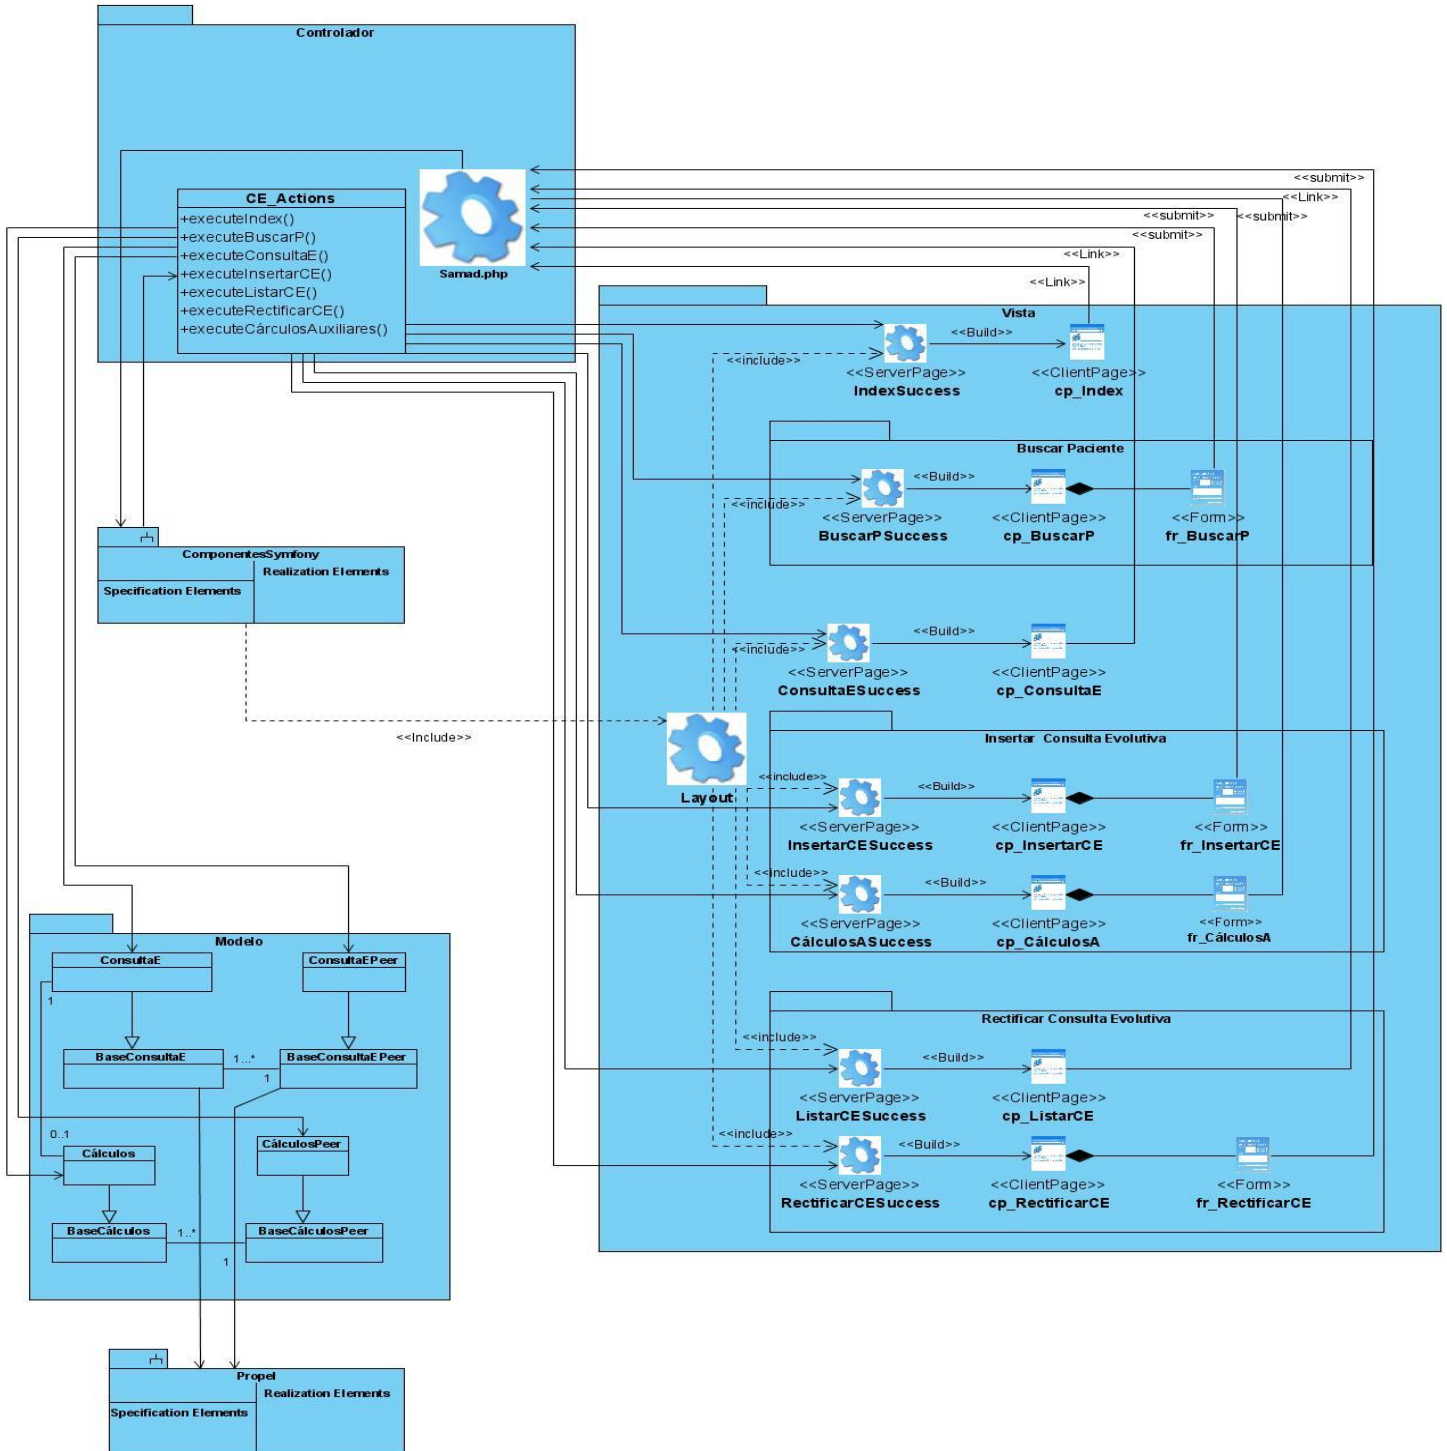 Controlador
CE_Actions
+executeIndex()
+executeBuscarP()
+executeConsultaE()
+executeInsertarCE()
+executeListarCE()
+executeRectificarCE()
+executeCárculosAuxiliares()
Samad.php
<<submit>>
<<Link>>
<<submit>>
<<submit>>
<<submit>>
<<Link>>
<<Link>>
Vista
<<include>>
<<Build>>
<<ServerPage>>
IndexSuccess
<<ClientPage>>
cp_Index
Buscar Paciente
<<include>>
<<Build>>
<<ServerPage>>
BuscarPSuccess
<<ClientPage>>
cp_BuscarP
<<Form>>
fr_BuscarP
ComponentesSymfony
Realization Elements
Specification Elements
<<include>>
<<Build>>
<<ServerPage>>
ConsultaESuccess
<<ClientPage>>
cp_ConsultaE
<<Include>>
Layout
Insertar Consulta Evolutiva
<<include>>
<<Build>>
<<ServerPage>>
InsertarCESuccess
<<ClientPage>>
cp_InsertarCE
<<Form>>
fr_InsertarCE
<<include>>
<<Build>>
<<ServerPage>>
CálculosASuccess
<<ClientPage>>
cp_CálculosA
<<Form>>
fr_CálculosA
Modelo
ConsultaE
ConsultaEPeer
1
BaseConsultaE
1...*
1
BaseConsultaEPeer
0..1
Cálculos
CálculosPeer
BaseCálculos
1..*
1
BaseCálculosPeer
Rectificar Consulta Evolutiva
<<include>>
<<Build>>
<<ServerPage>>
ListarCESuccess
<<ClientPage>>
cp_ListarCE
<<include>>
<<Build>>
<<ServerPage>>
RectificarCESuccess
<<ClientPage>>
cp_RectificarCE
<<Form>>
fr_RectificarCE
Propel
Realization Elements
Specification Elements